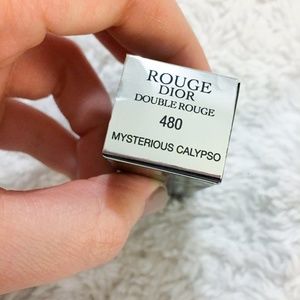 ROUGE
DIOR
DOUBLE ROUGE
480
MYSTERIOUS CALYPSO